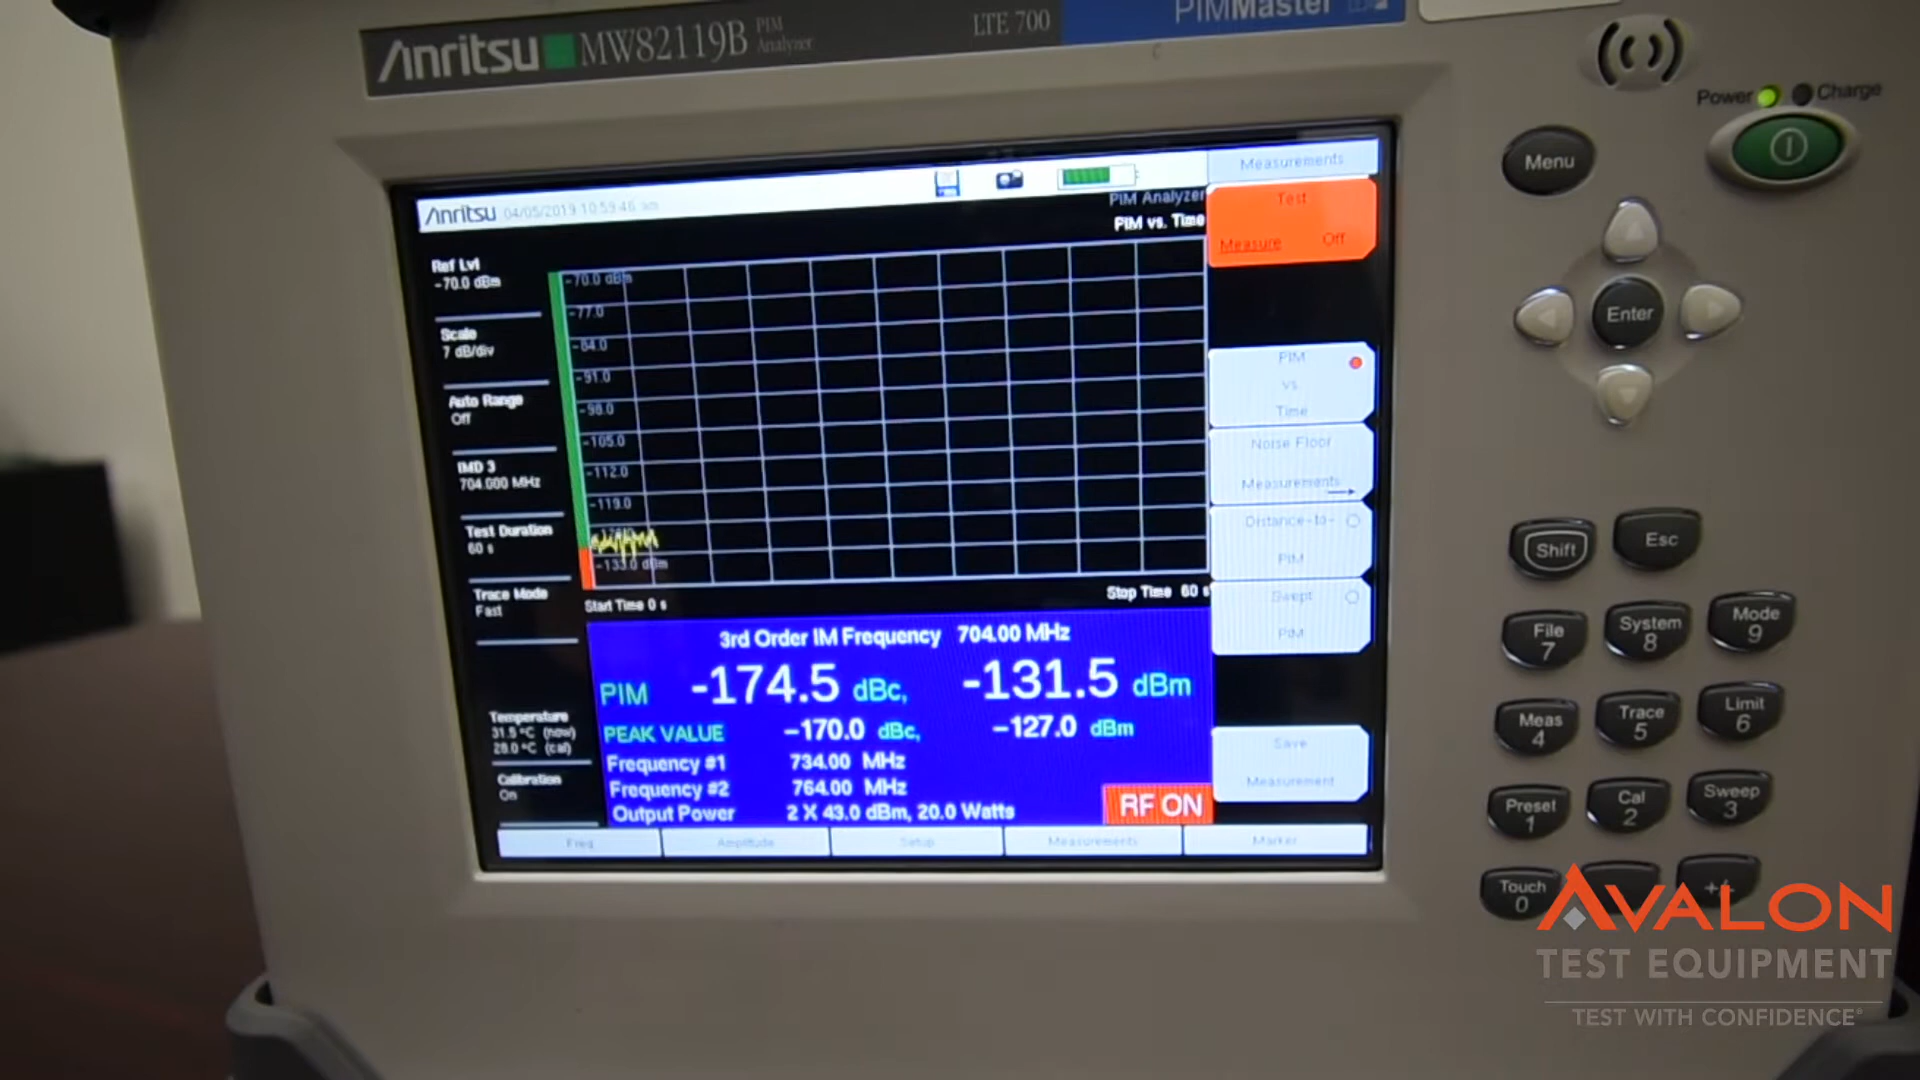 Anritsu MW82119B PIM Analyzer LTE 700 PIMMaster
Power Charge
Menu
Enter
Shift Esc
File 7 System 8 Mode 9
Meas 4 Trace 5 Limit 6
Preset 1 Cal 2 Sweep 3
Touch 0 +/-
Anritsu 04/05/2019 10:59:46 am
PIM Analyzer
PIM vs. Time
Ref Lvl
-70.0 dBm
Scale
7 dB/div
Auto Range
Off
IMD 3
704.000 MHz
Test Duration
60 s
Trace Mode
Fast
Temperature
31.5 °C (now)
28.0 °C (cal)
Calibration
On
-70.0 dBm
-77.0
-84.0
-91.0
-98.0
-105.0
-112.0
-119.0
-133.0 dBm
Start Time 0 s Stop Time 60 s
3rd Order IM Frequency 704.00 MHz
PIM -174.5 dBc, -131.5 dBm
PEAK VALUE -170.0 dBc, -127.0 dBm
Frequency #1 734.00 MHz
Frequency #2 764.00 MHz
Output Power 2 X 43.0 dBm, 20.0 Watts
RF ON
Measurements
Test
Measure Off
PIM
vs.
Time
Noise Floor
Measurements
Distance-to-
PIM
Swept
PIM
Save
Measurement
Freq Amplitude Setup Measurements Marker
AVALON
TEST EQUIPMENT
TEST WITH CONFIDENCE®